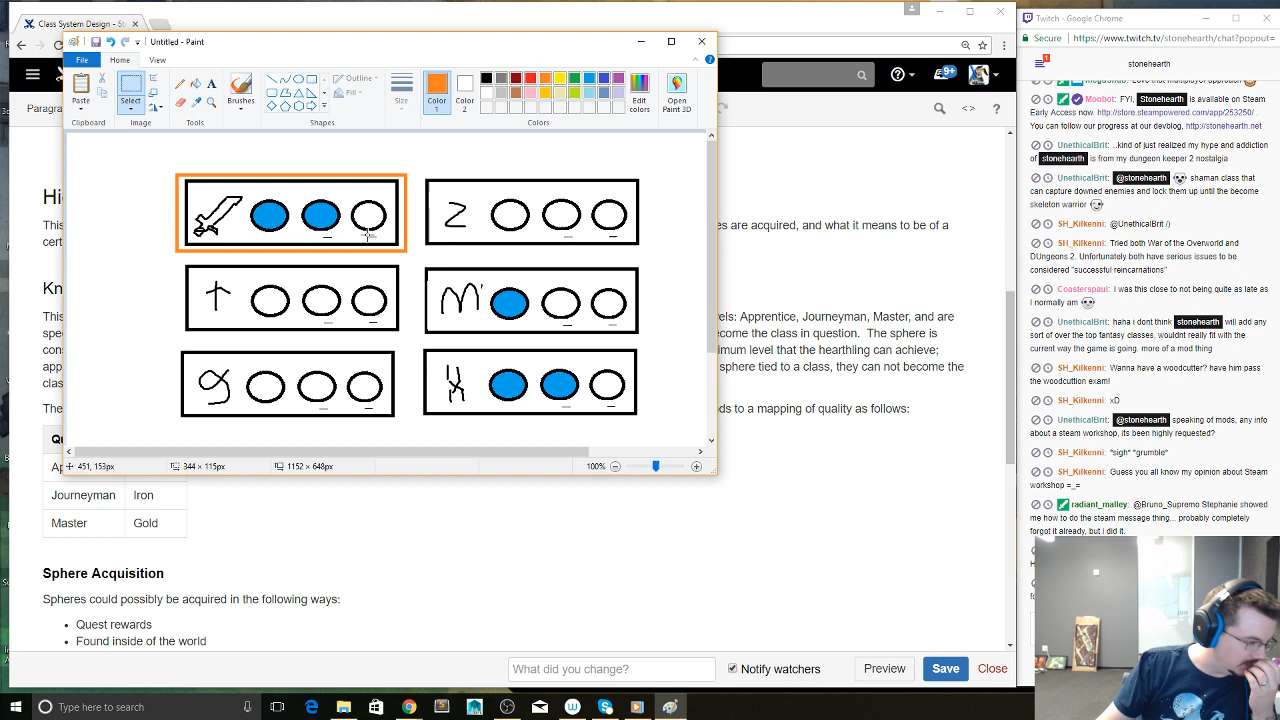 Class System Design - S
Twitch - Google Chrome
Secure
https://www.twitch.tv/stonehearth/chat?popout=
Untitled - Paint
File
Home
View
Paste
Select
Brushes
Outline
Fill
Size
Color
1
Color
2
Edit
colors
Open
Paint 3D
Clipboard
Image
Tools
Shapes
Colors
9+
stonehearth
Paragra
Moobot: FYI, Stonehearth is available on Steam
Early Access now. http://store.steampowered.com/app/253250/ .
You can follow our progress at our devblog, http://stonehearth.net
UnethicalBrit: ..kind of just realized my hype and addiction
of stonehearth is from my dungeon keeper 2 nostalgia
UnethicalBrit: @stonehearth shaman class that
can capture downed enemies and lock them up until the become
skeleton warrior
SH_Kilkenni: @UnethicalBrit /)
SH_Kilkenni: Tried both War of the Overworld and
DUngeons 2. Unfortunately both have serious issues to be
considered "successful reincarnations"
Coasterspaul: I was this close to not being quite as late as
I normally am
UnethicalBrit: haha i dont think stonehearth will add any
sort of over the top fantasy classes, wouldnt really fit with the
current way the game is going. more of a mod thing
SH_Kilkenni: Wanna have a woodcutter? have him pass
the woodcuttion exam!
SH_Kilkenni: xD
UnethicalBrit: @stonehearth speaking of mods, any info
about a steam workshop, its been highly requested?
SH_Kilkenni: *sigh* *grumble*
SH_Kilkenni: Guess you all know my opinion about Steam
workshop =_=
radiant_malley: @Bruno_Supremo Stephanie showed
me how to do the steam message thing... probably completely
forgot it already, but i did it.
Hi
This
cert
es are acquired, and what it means to be of a
Kn
This
spe
con
app
clas
vels: Apprentice, Journeyman, Master, and are
ecome the class in question. The sphere is
imum level that the hearthling can achieve;
sphere tied to a class, they can not become the
The
nds to a mapping of quality as follows:
2
T
M
g
451, 153px
344 × 115px
1152 × 648px
100%
Qu
Ap
Journeyman
Iron
Master
Gold
Sphere Acquisition
Spheres could possibly be acquired in the following ways:
Quest rewards
Found inside of the world
What did you change?
Notify watchers
Preview
Save
Close
Type here to search